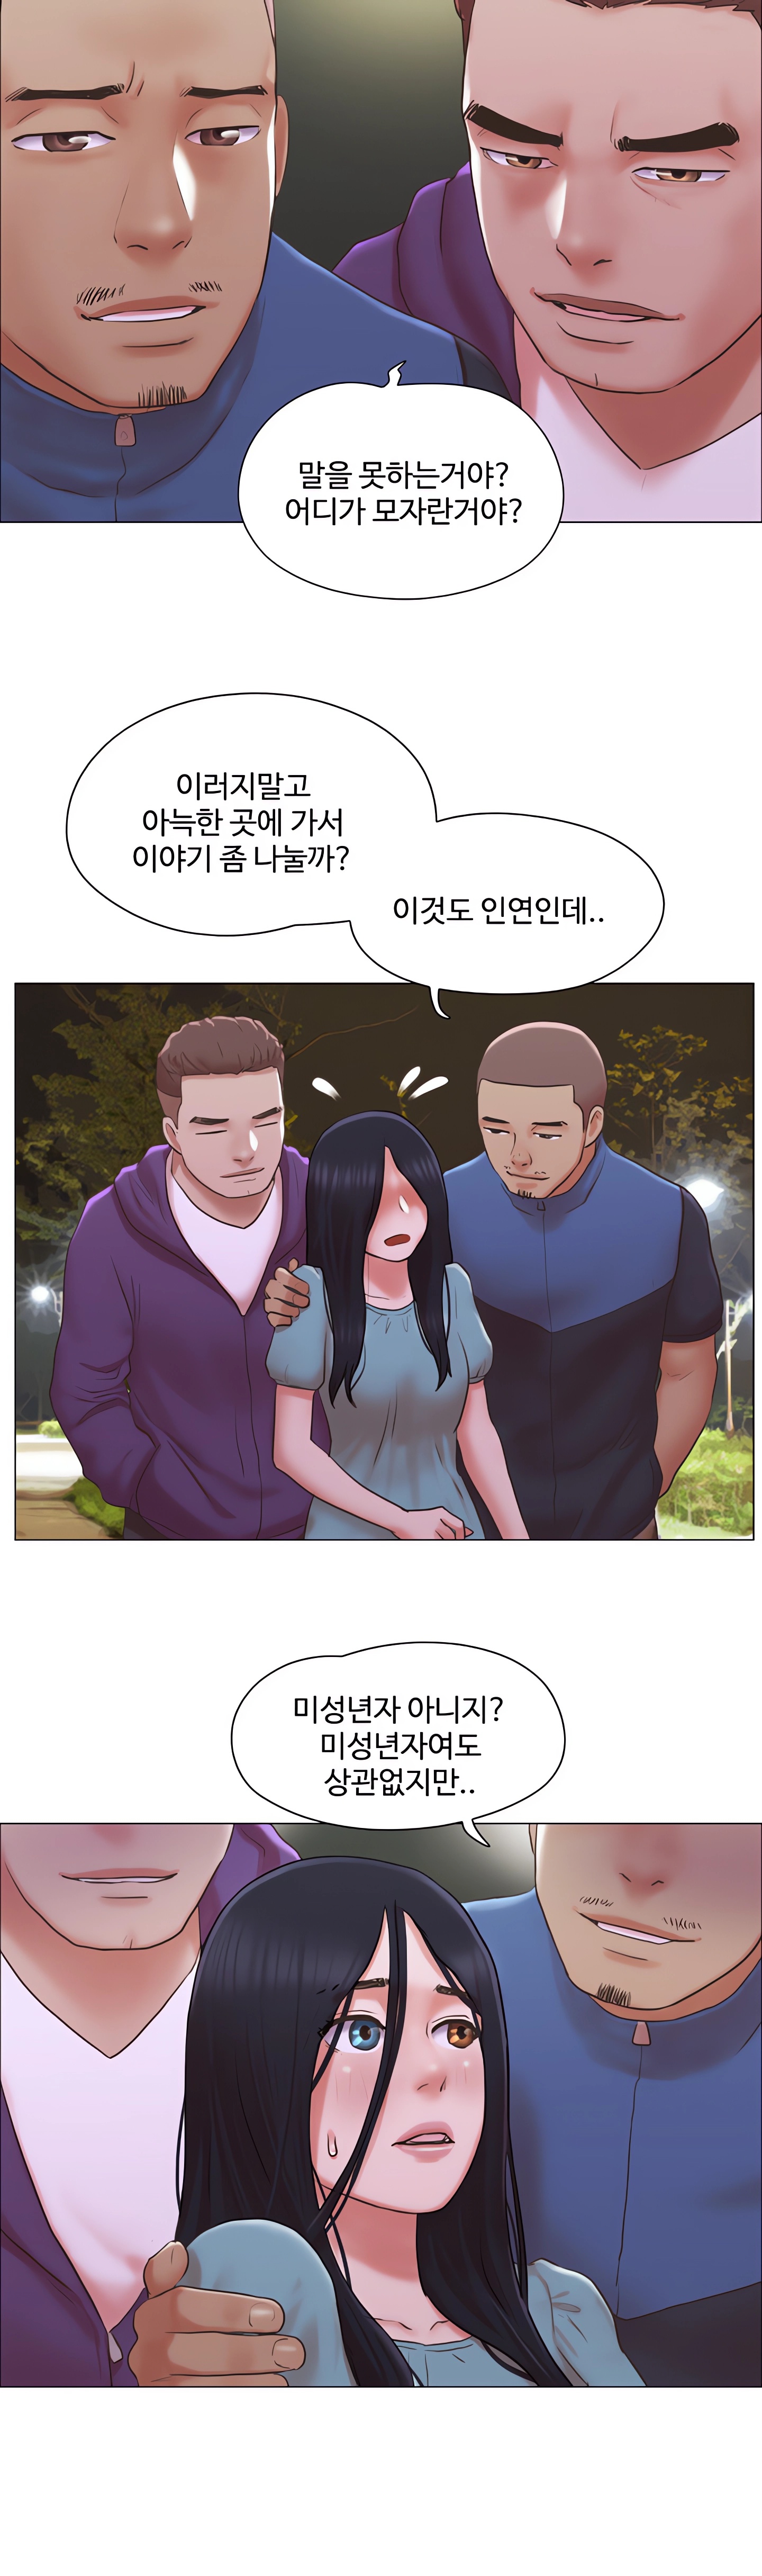 말을 못하는거야?
어디가 모자란거야?
이러지말고
아늑한 곳에 가서
이야기 좀 나눌까?
이것도 인연인데..
미성년자 아니지?
미성년자여도
상관없지만..